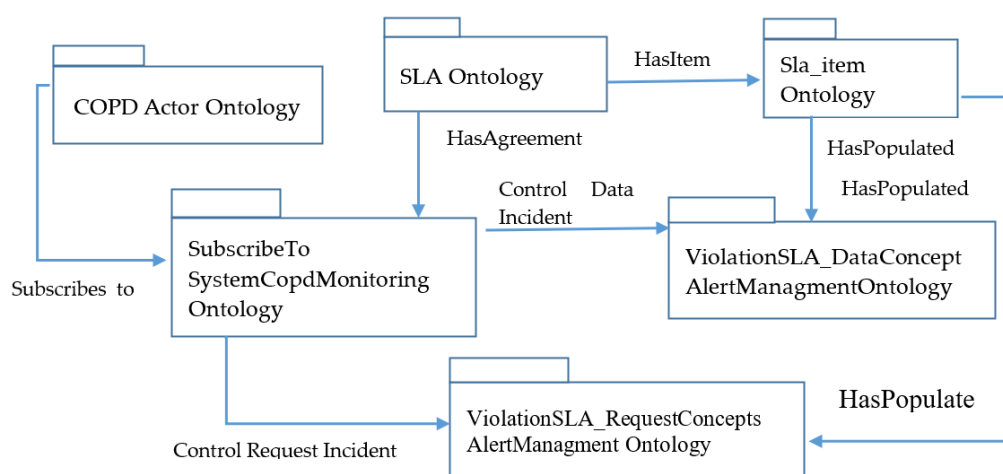 COPD Actor Ontology
SLA Ontology
HasItem
Sla_item
Ontology
HasAgreement
HasPopulated
HasPopulated
Control Data
Incident
SubscribeTo
SystemCopdMonitoring
Ontology
ViolationSLA_DataConcept
AlertManagmentOntology
Subscribes to
HasPopulate
ViolationSLA_RequestConcepts
AlertManagment Ontology
Control Request Incident